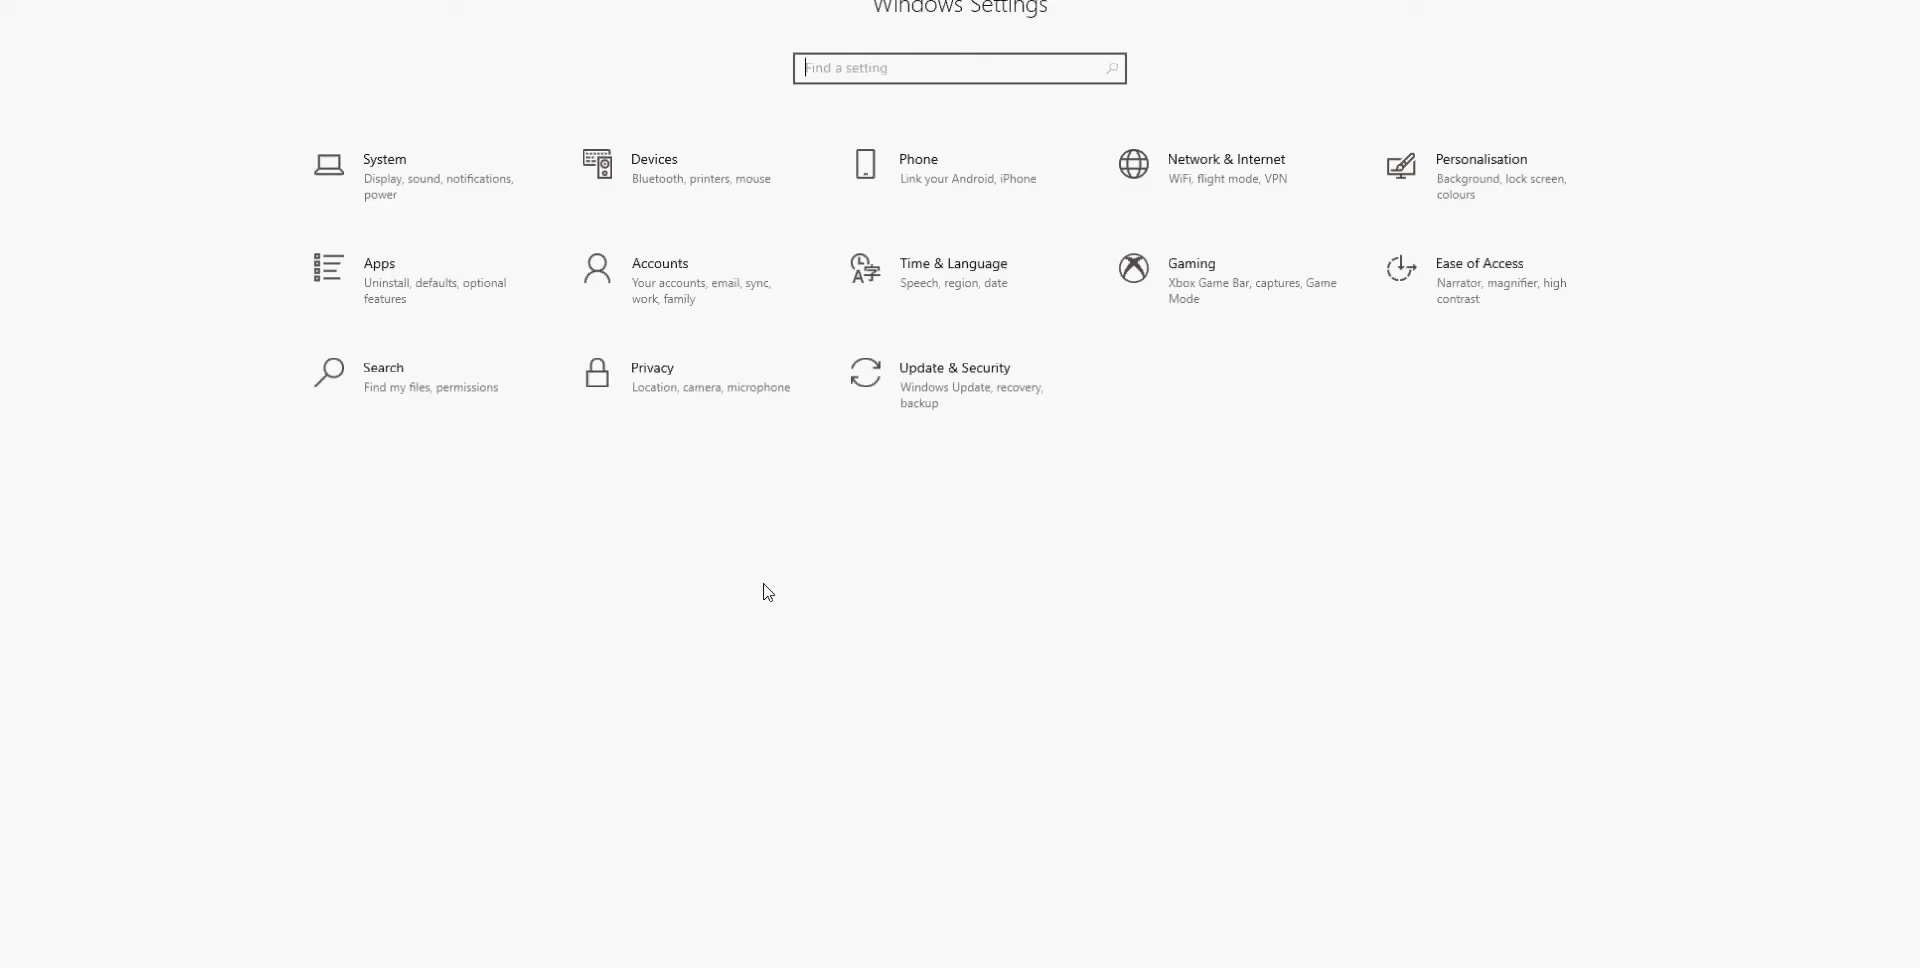 Windows Settings
Find a setting
System
Display, sound, notifications,
power
Devices
Bluetooth, printers, mouse
Phone
Link your Android, iPhone
Network & Internet
WiFi, flight mode, VPN
Personalisation
Background, lock screen,
colours
Apps
Uninstall, defaults, optional
features
Accounts
Your accounts, email, sync,
work, family
Time & Language
Speech, region, date
Gaming
Xbox Game Bar, captures, Game
Mode
Ease of Access
Narrator, magnifier, high
contrast
Search
Find my files, permissions
Privacy
Location, camera, microphone
Update & Security
Windows Update, recovery,
backup